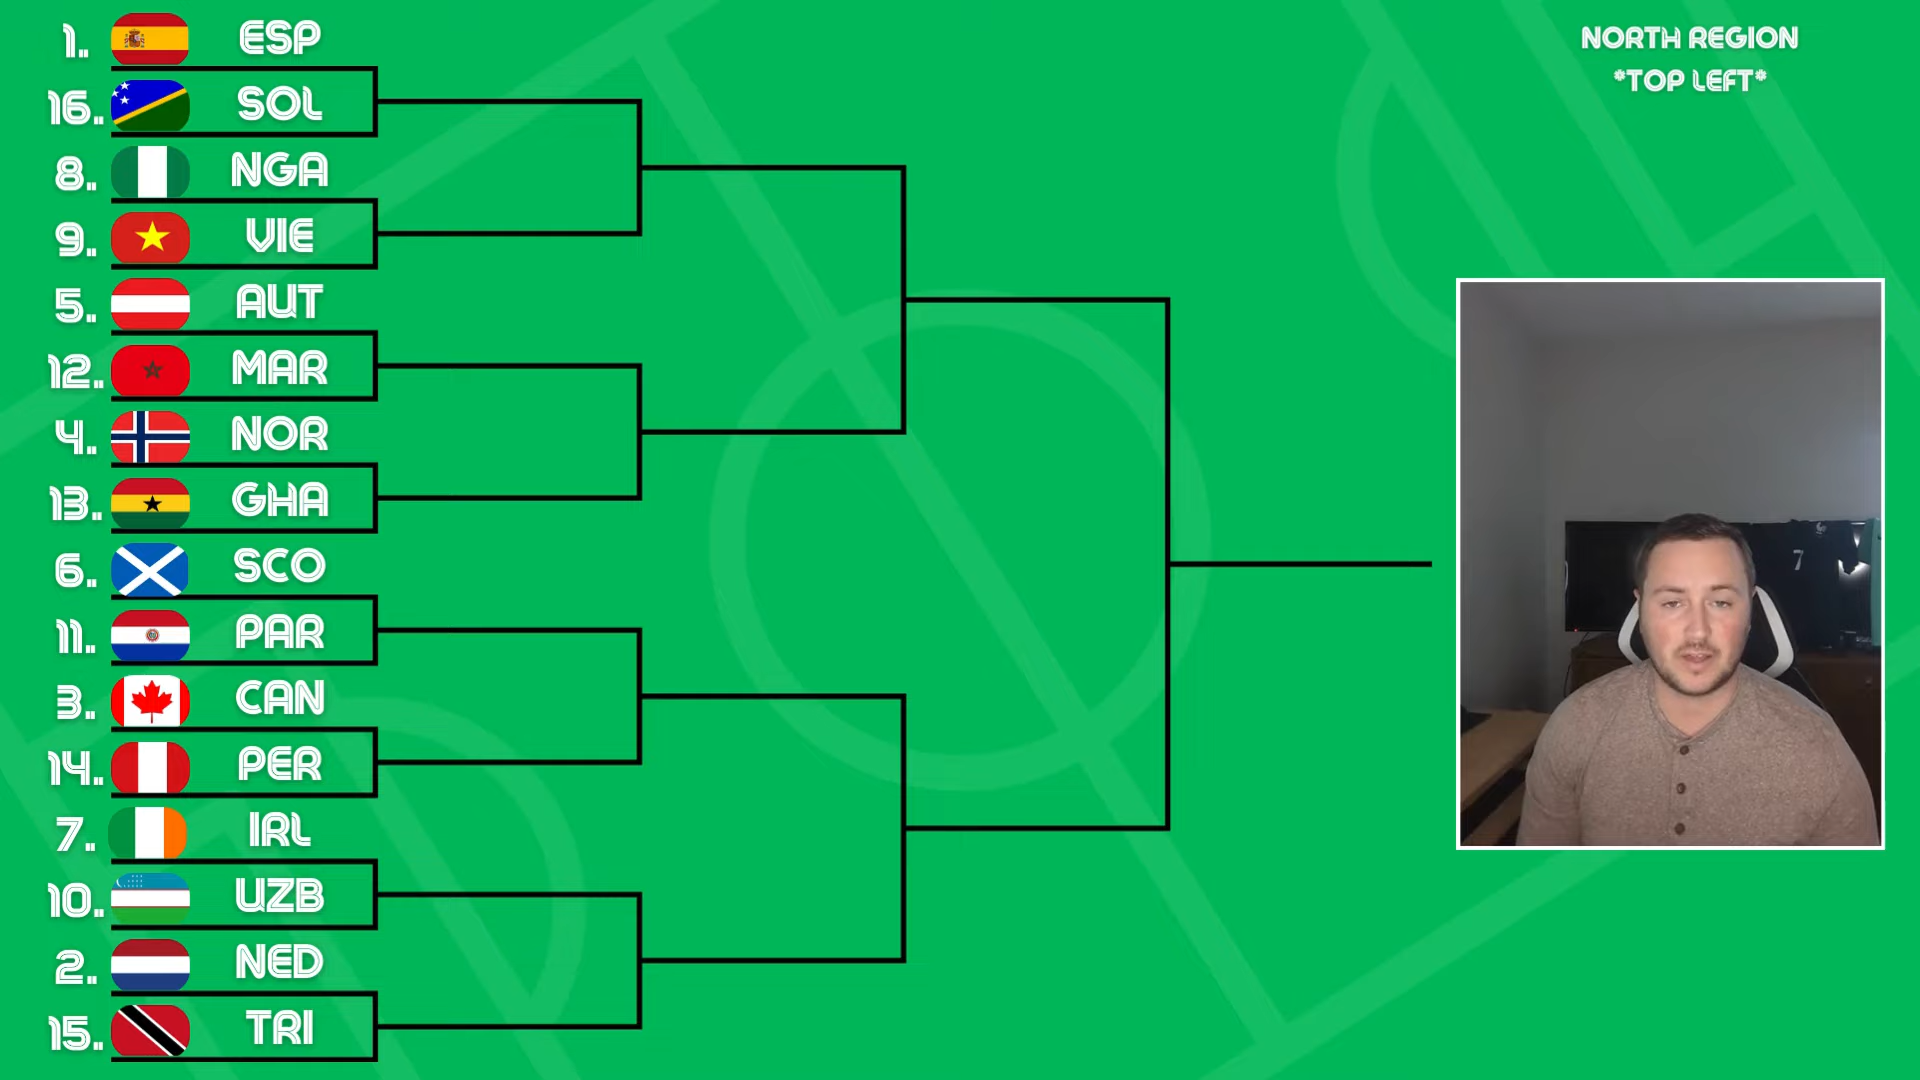 1. ESP
16. SOL
8. NGA
9. VIE
5. AUT
12. MAR
4. NOR
13. GHA
6. SCO
11. PAR
3. CAN
14. PER
7. IRL
10. UZB
2. NED
15. TRI
NORTH REGION
*TOP LEFT*
7